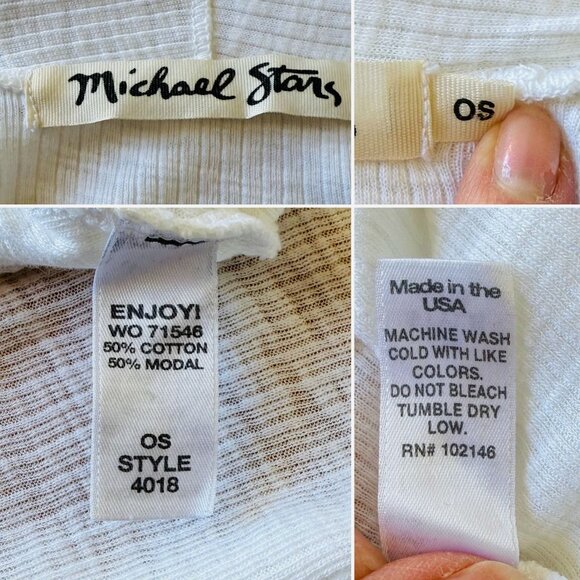 Michael Stars
OS
ENJOY!
WO 71546
50% COTTON
50% MODAL
OS
STYLE
4018
Made in the
USA
MACHINE WASH
COLD WITH LIKE
COLORS.
DO NOT BLEACH
TUMBLE DRY
LOW.
RN# 102146